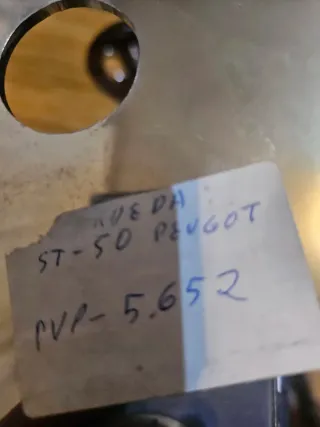 RUEDA
ST-50 PEUGOT
PVP- 5.652